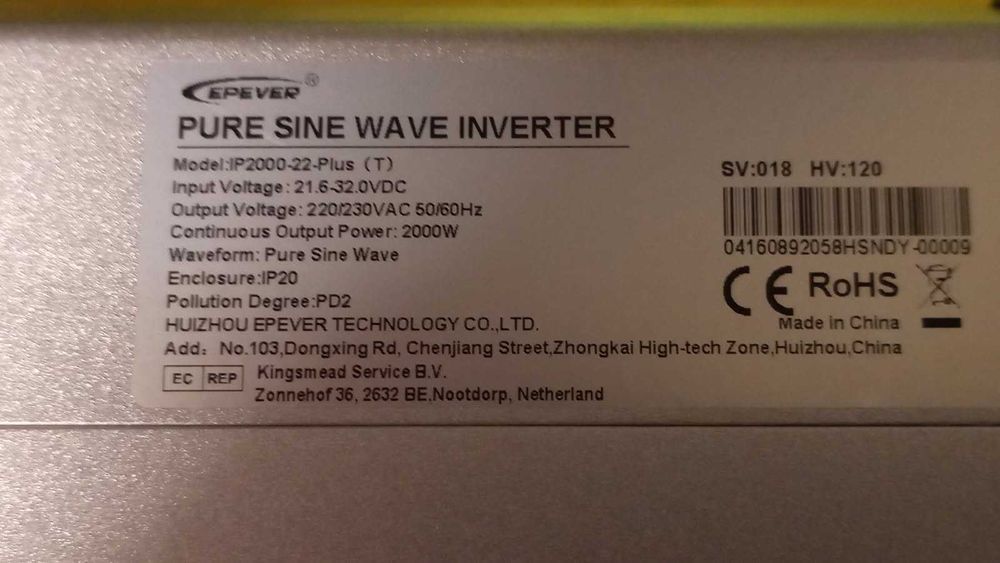 EPEVER®
PURE SINE WAVE INVERTER
Model:IP2000-22-Plus（T）
Input Voltage: 21.6-32.0VDC
Output Voltage: 220/230VAC 50/60Hz
Continuous Output Power: 2000W
Waveform: Pure Sine Wave
Enclosure:IP20
Pollution Degree:PD2
HUIZHOU EPEVER TECHNOLOGY CO.,LTD.
Add： No.103,Dongxing Rd, Chenjiang Street,Zhongkai High-tech Zone,Huizhou,China
EC REP Kingsmead Service B.V.
Zonnehof 36, 2632 BE,Nootdorp, Netherland
SV:018 HV:120
04160892058HSNDY-00009
CE RoHS
Made in China